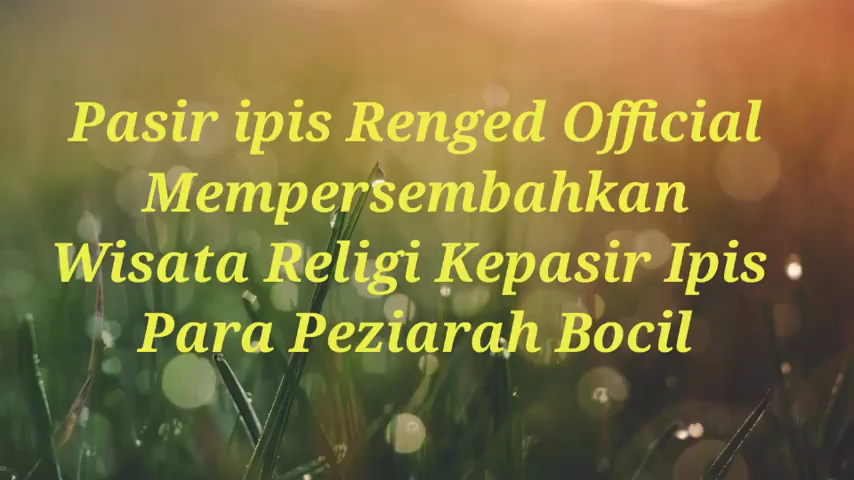 Pasir ipis Renged Official
Mempersembahkan
Wisata Religi Kepasir Ipis
Para Peziarah Bocil